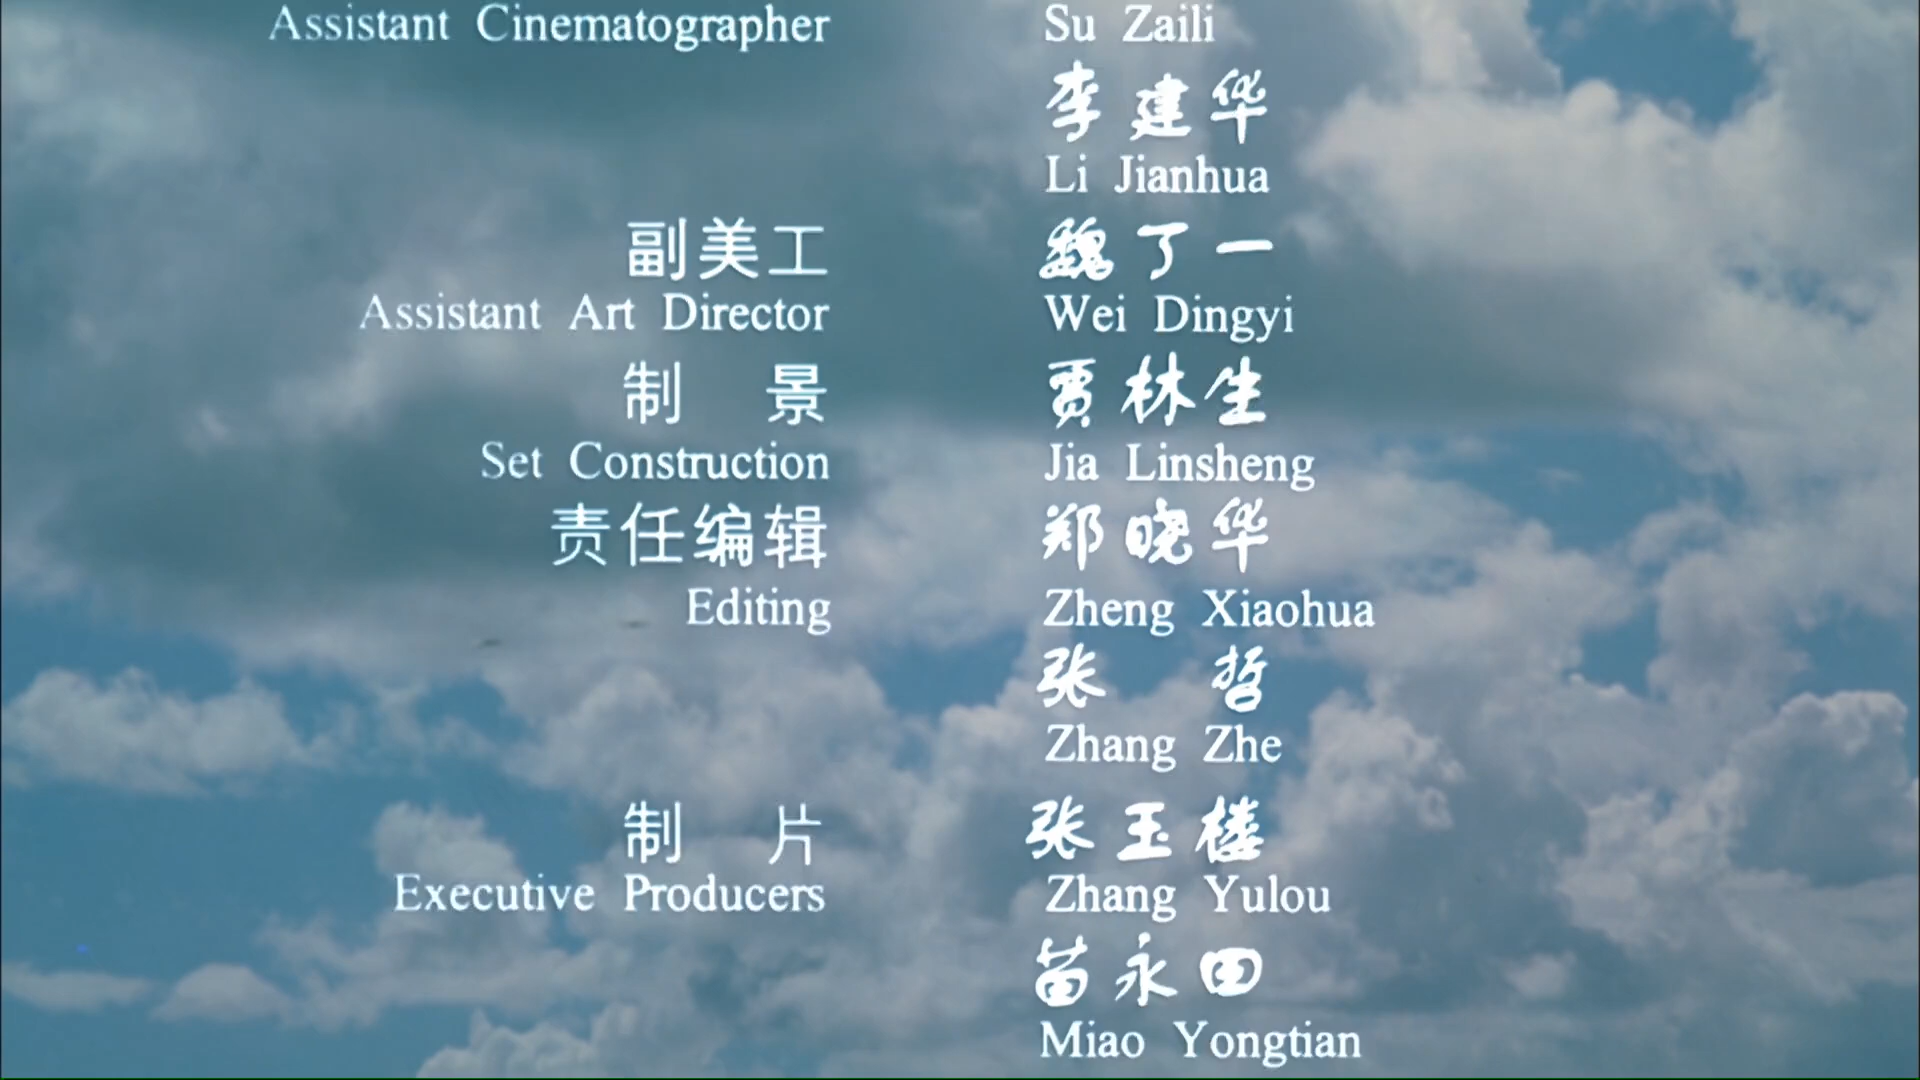 Assistant Cinematographer Su Zaili
李建华
Li Jianhua
副美工 魏了一
Assistant Art Director Wei Dingyi
制 景 贾林生
Set Construction Jia Linsheng
责任编辑 郑晓华
Editing Zheng Xiaohua
张 哲
Zhang Zhe
制 片 张玉楼
Executive Producers Zhang Yulou
苗永田
Miao Yongtian